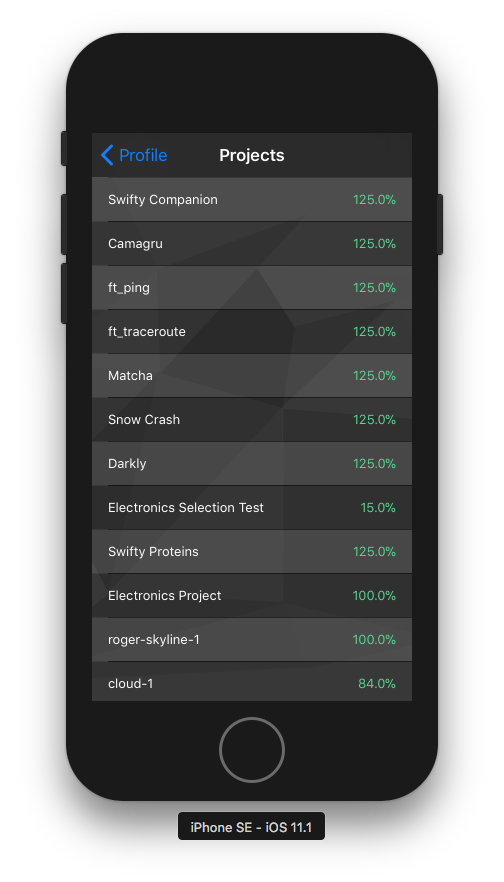 Profile Projects
Swifty Companion 125.0%
Camagru 125.0%
ft_ping 125.0%
ft_traceroute 125.0%
Matcha 125.0%
Snow Crash 125.0%
Darkly 125.0%
Electronics Selection Test 15.0%
Swifty Proteins 125.0%
Electronics Project 100.0%
roger-skyline-1 100.0%
cloud-1 84.0%
iPhone SE - iOS 11.1